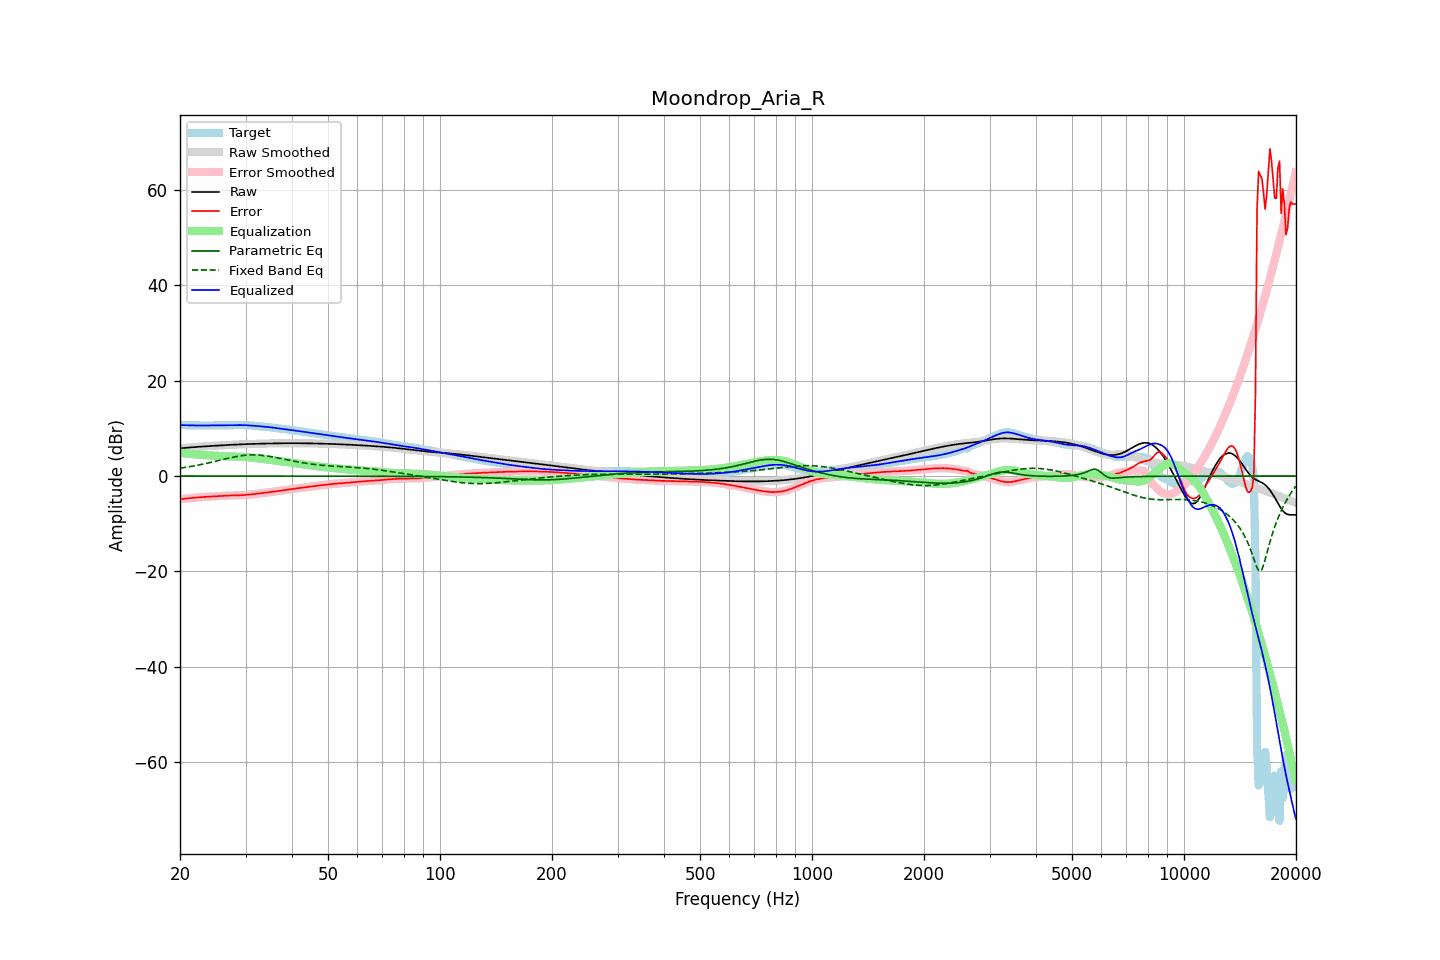 Moondrop_Aria_R
Target
Raw Smoothed
Error Smoothed
Raw
Error
Equalization
Parametric Eq
Fixed Band Eq
Equalized
Amplitude (dBr)
60
40
20
0
−20
−40
−60
20 50 100 200 500 1000 2000 5000 10000 20000
Frequency (Hz)